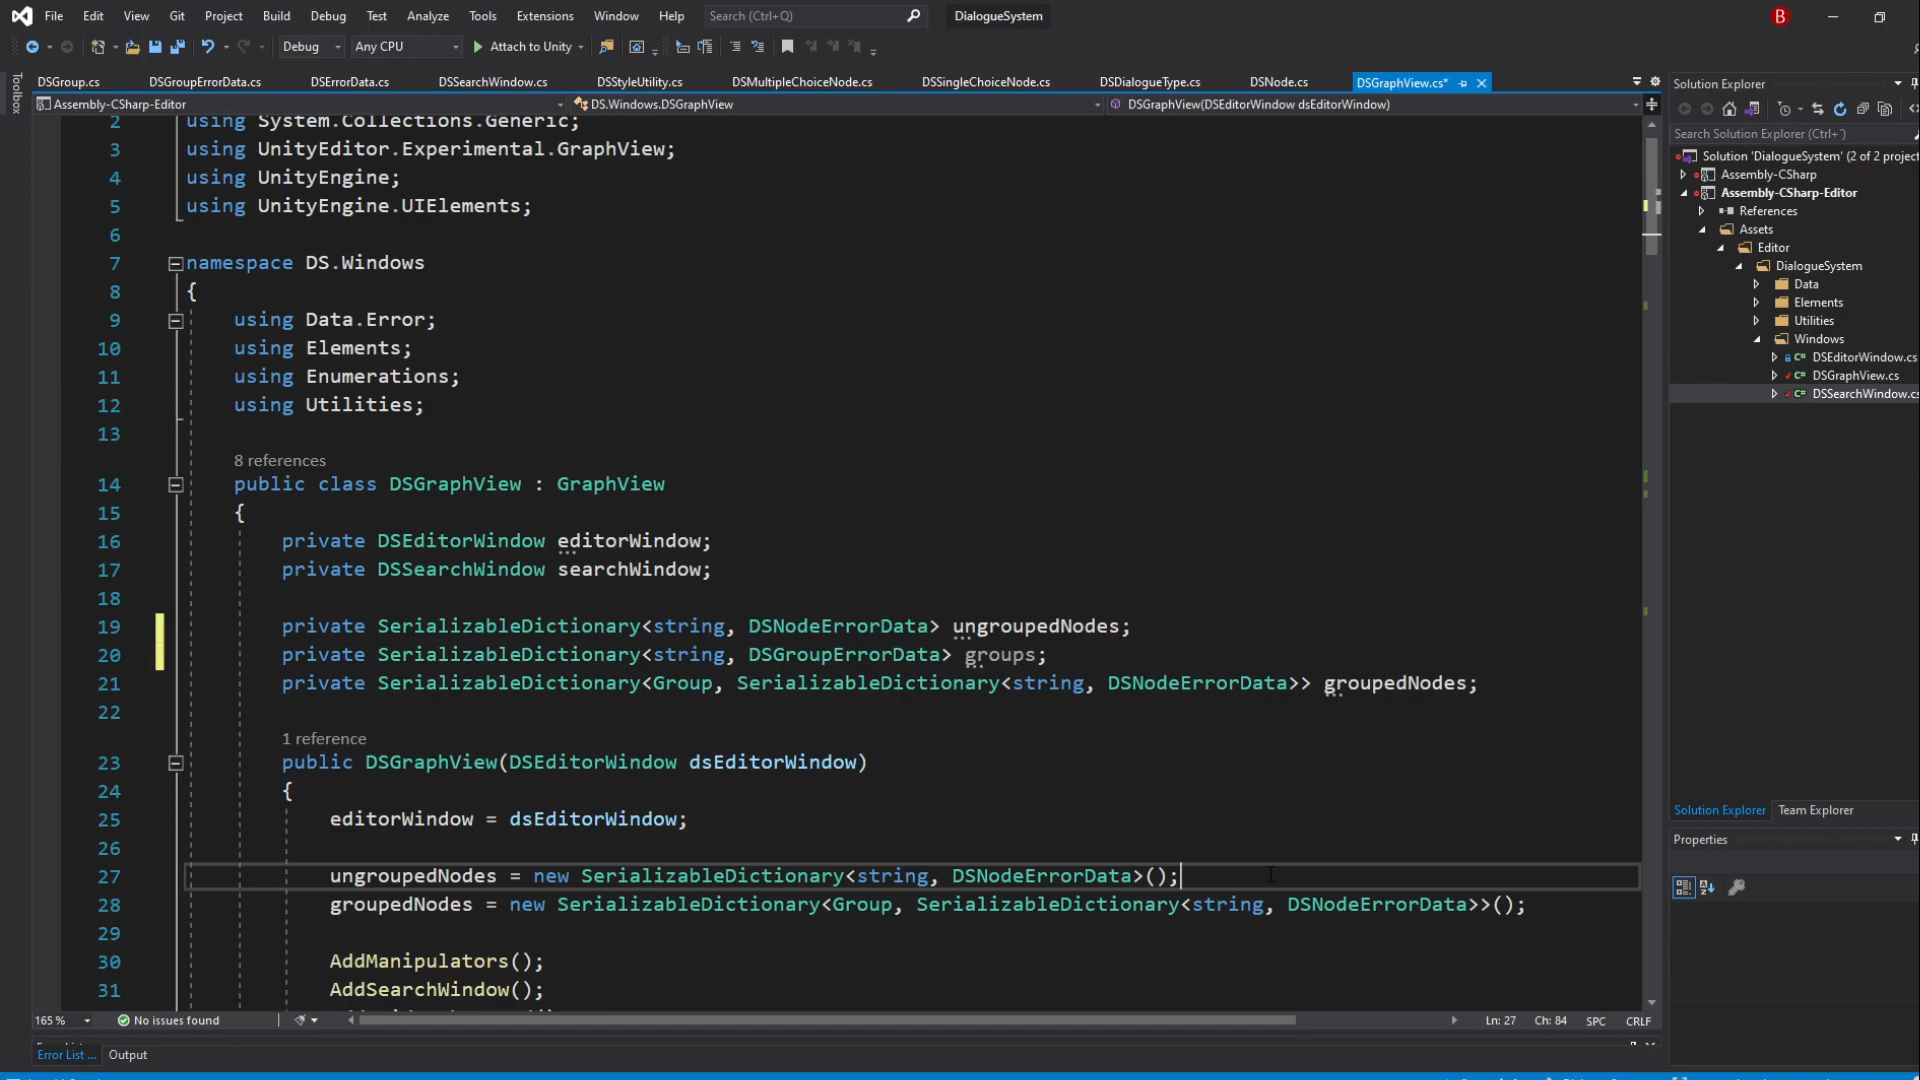 File Edit View Git Project Build Debug Test Analyze Tools Extensions Window Help Search (Ctrl+Q) DialogueSystem B
Debug Any CPU Attach to Unity
Toolbox
DSGroup.cs DSGroupErrorData.cs DSErrorData.cs DSSearchWindow.cs DSStyleUtility.cs DSMultipleChoiceNode.cs DSSingleChoiceNode.cs DSDialogueType.cs DSNode.cs DSGraphView.cs*
Assembly-CSharp-Editor DS.Windows.DSGraphView DSGraphView(DSEditorWindow dsEditorWindow)
2 using System.Collections.Generic;
3 using UnityEditor.Experimental.GraphView;
4 using UnityEngine;
5 using UnityEngine.UIElements;
6
7 namespace DS.Windows
8 {
9 using Data.Error;
10 using Elements;
11 using Enumerations;
12 using Utilities;
13
8 references
14 public class DSGraphView : GraphView
15 {
16 private DSEditorWindow editorWindow;
17 private DSSearchWindow searchWindow;
18
19 private SerializableDictionary<string, DSNodeErrorData> ungroupedNodes;
20 private SerializableDictionary<string, DSGroupErrorData> groups;
21 private SerializableDictionary<Group, SerializableDictionary<string, DSNodeErrorData>> groupedNodes;
22
1 reference
23 public DSGraphView(DSEditorWindow dsEditorWindow)
24 {
25 editorWindow = dsEditorWindow;
26
27 ungroupedNodes = new SerializableDictionary<string, DSNodeErrorData>();
28 groupedNodes = new SerializableDictionary<Group, SerializableDictionary<string, DSNodeErrorData>>();
29
30 AddManipulators();
31 AddSearchWindow();
165 % No issues found Ln: 27 Ch: 84 SPC CRLF
Error List ... Output
Solution Explorer
Search Solution Explorer (Ctrl+´)
Solution 'DialogueSystem' (2 of 2 project
Assembly-CSharp
Assembly-CSharp-Editor
References
Assets
Editor
DialogueSystem
Data
Elements
Utilities
Windows
DSEditorWindow.cs
DSGraphView.cs
DSSearchWindow.cs
Solution Explorer Team Explorer
Properties